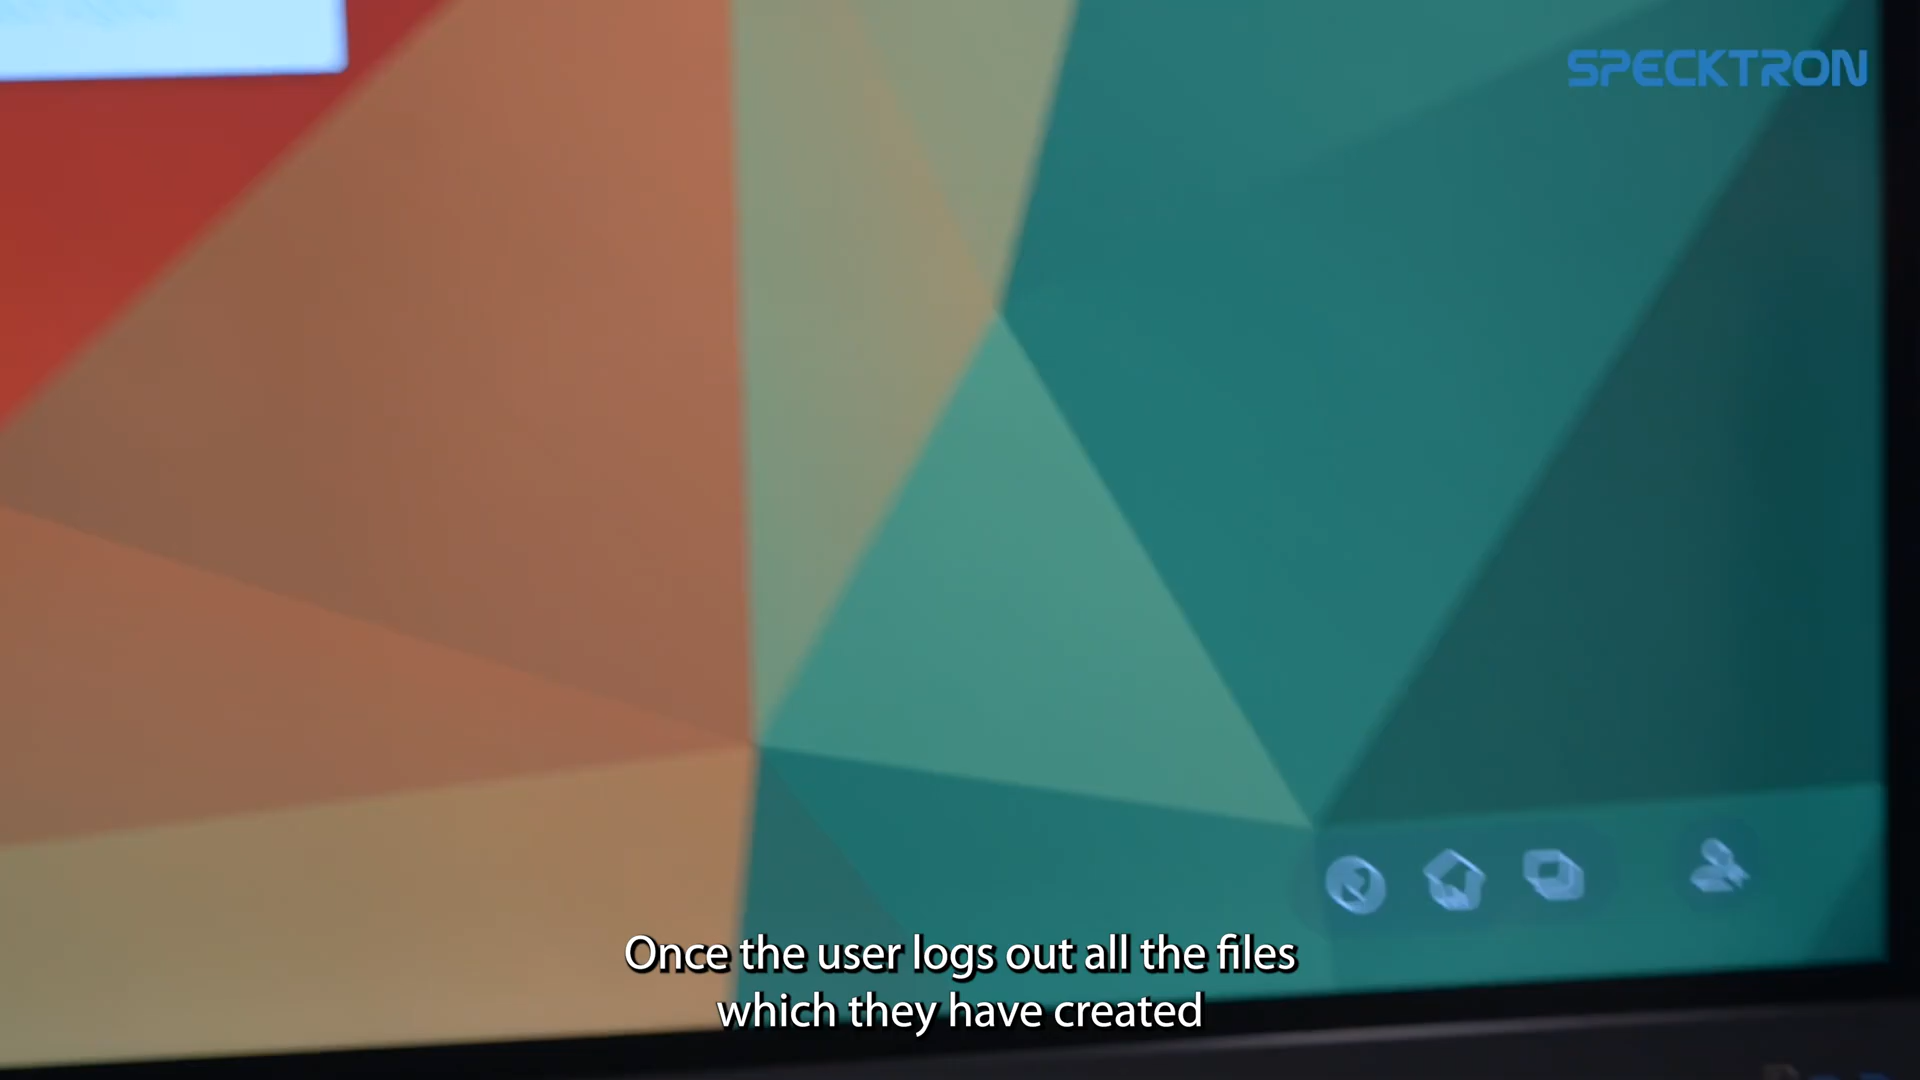 SPECKTRON
Once the user logs out all the files
which they have created